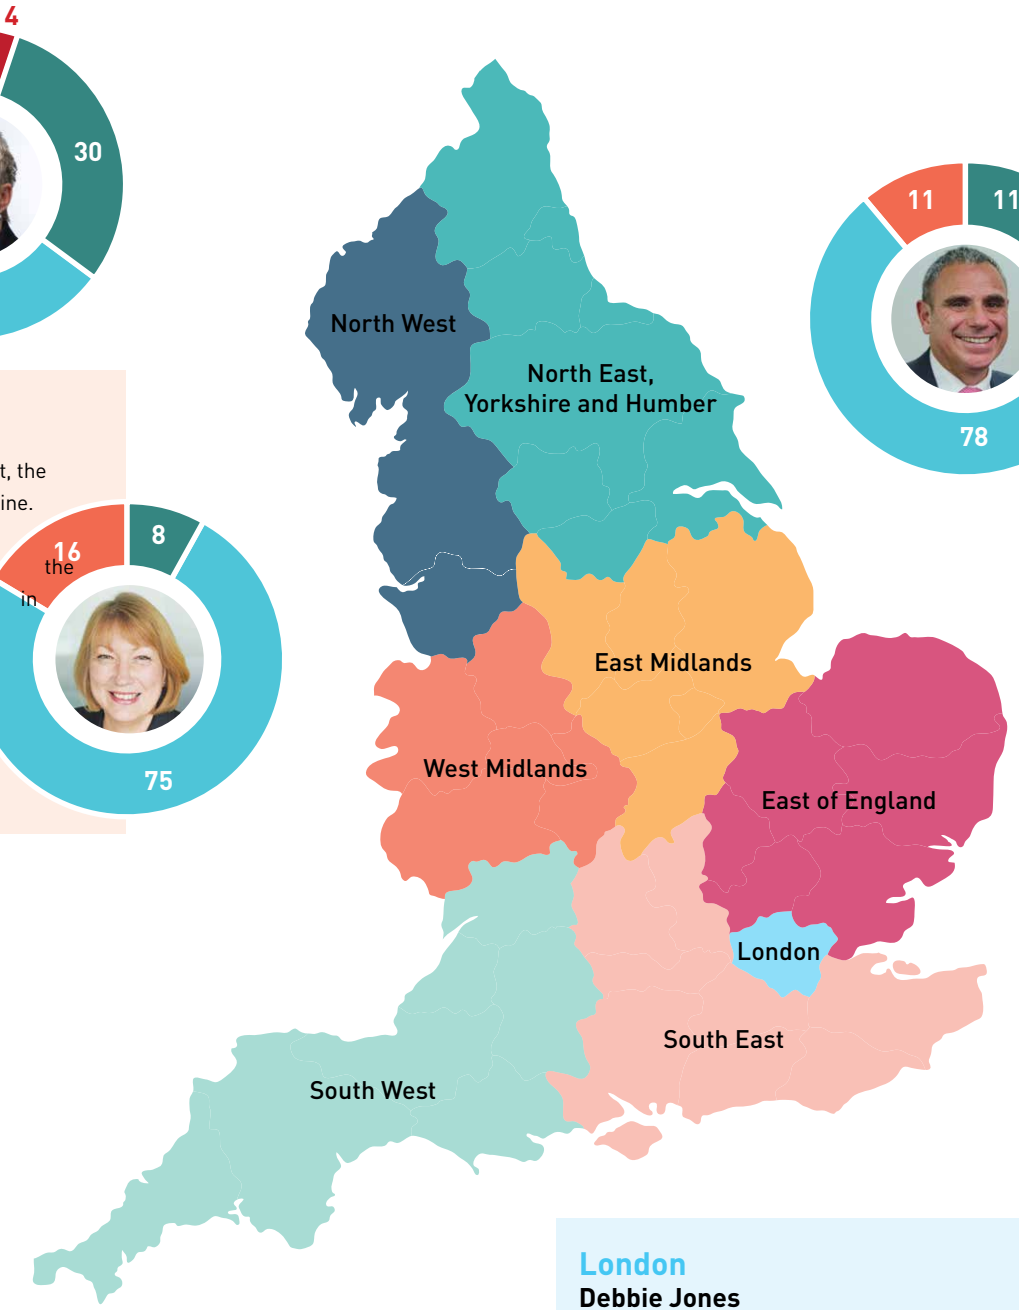 4
30
11
11
North West
North East,
Yorkshire and Humber
78
t, the
ine.
8
16
the
in
East Midlands
75
West Midlands
East of England
London
South East
South West
London
Debbie Jones